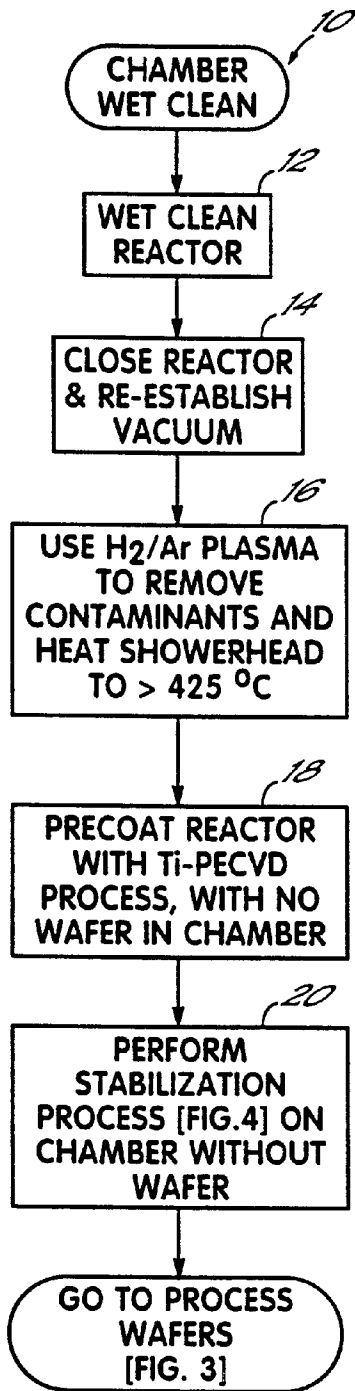 10
CHAMBER
WET CLEAN
12
WET CLEAN
REACTOR
14
CLOSE REACTOR
& RE-ESTABLISH
VACUUM
16
USE H2/Ar PLASMA
TO REMOVE
CONTAMINANTS AND
HEAT SHOWERHEAD
TO > 425 ºC
18
PRECOAT REACTOR
WITH Ti-PECVD
PROCESS, WITH NO
WAFER IN CHAMBER
20
PERFORM
STABILIZATION
PROCESS [FIG.4] ON
CHAMBER WITHOUT
WAFER
GO TO PROCESS
WAFERS
[FIG. 3]